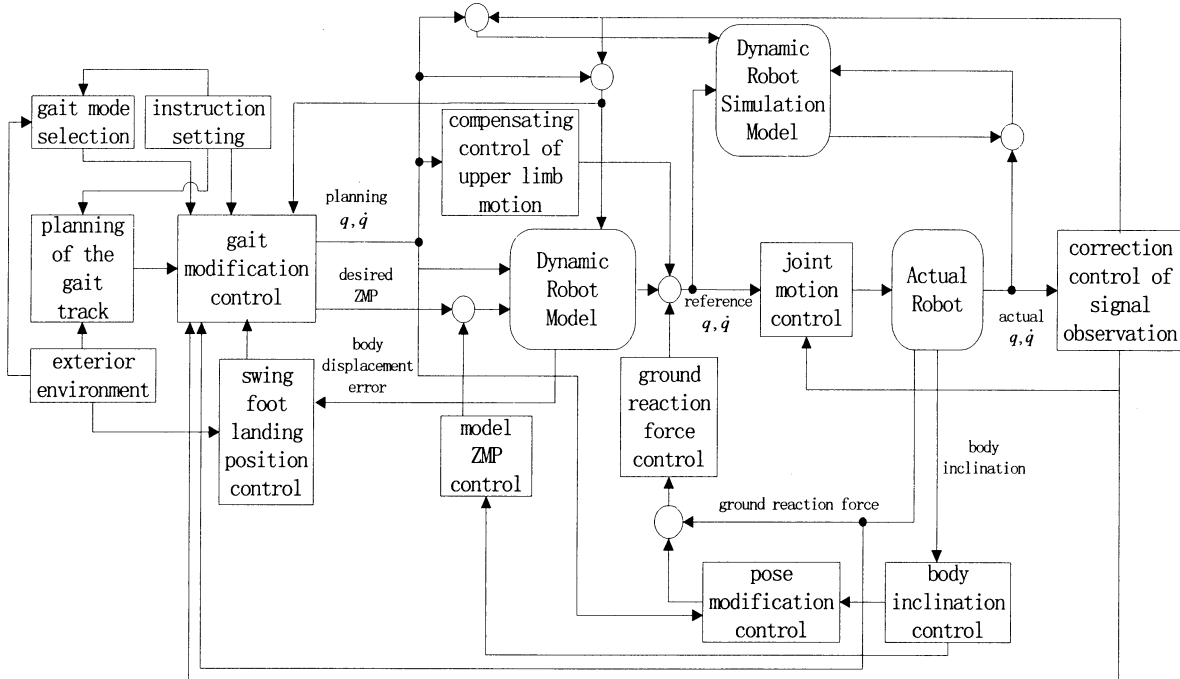 Dynamic
Robot
Simulation
Model
gait mode
selection
instruction
setting
compensating
control of
upper limb
motion
planning
q, q̇
planning
of the
gait
track
gait
modification
control
desired
ZMP
Dynamic
Robot
Model
reference
q, q̇
joint
motion
control
Actual
Robot
actual
q, q̇
correction
control of
signal
observation
exterior
environment
body
displacement
error
swing
foot
landing
position
control
model
ZMP
control
ground
reaction
force
control
body
inclination
ground reaction force
pose
modification
control
body
inclination
control